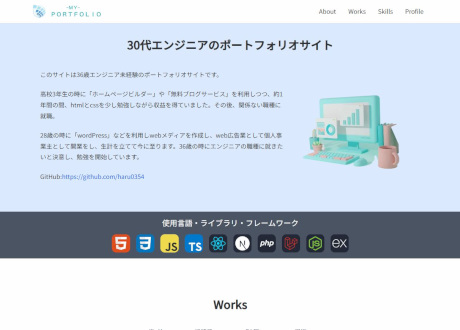 -MY-
PORTFOLIO
About Works Skills Profile
30代エンジニアのポートフォリオサイト
このサイトは36歳エンジニア未経験のポートフォリオサイトです。
高校3年生の時に「ホームページビルダー」や「無料ブログサービス」を利用しつつ、約1
年間の間、htmlとcssを少し勉強しながら収益を得ていました。その後、関係ない職種に
就職。
28歳の時に「WordPress」などを利用しwebメディアを作成し、web広告業として個人事
業主として開業をし、生計を立てて今に至ります。36歳の時にエンジニアの職種に就きた
いと決意し、勉強を開始しています。
GitHub:https://github.com/haru0354
使用言語・ライブラリ・フレームワーク
5 3 JS TS N php JS ex
Works